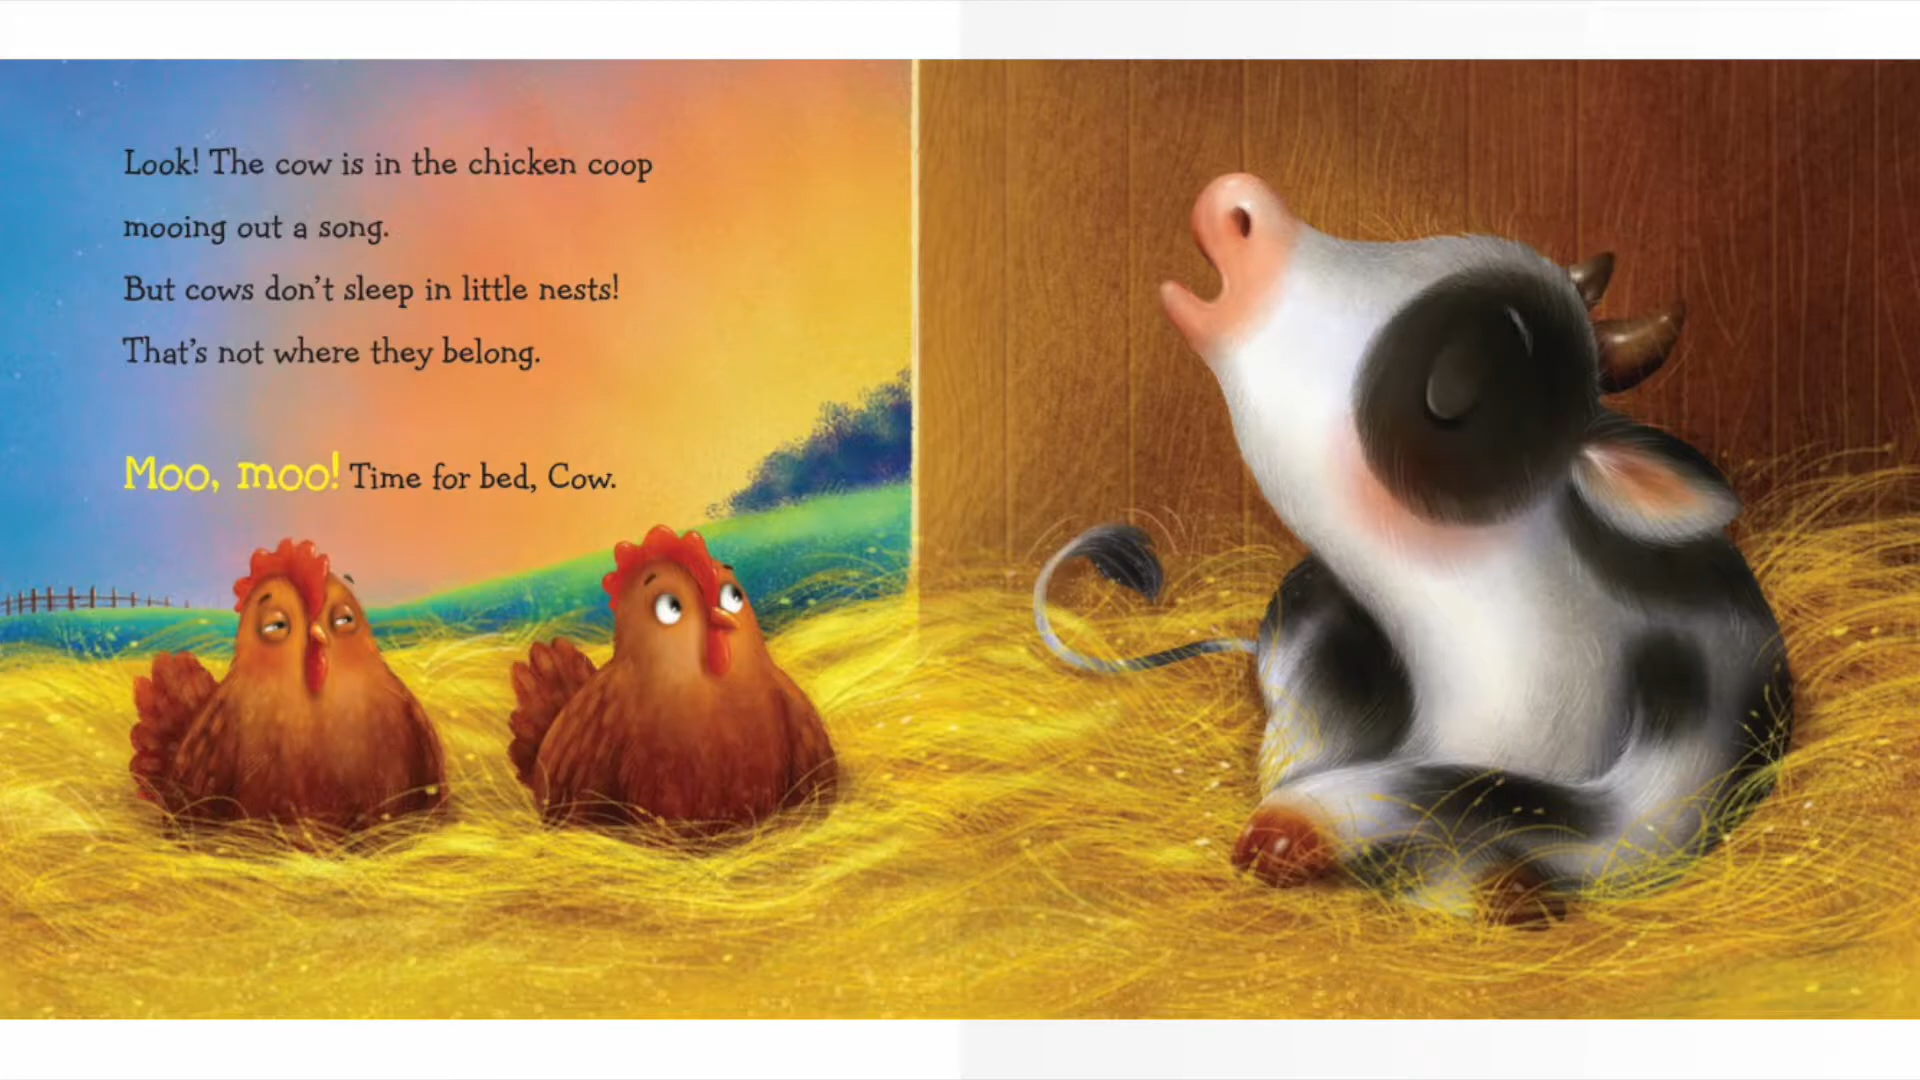 Look! The cow is in the chicken coop
mooing out a song.
But cows don't sleep in little nests!
That's not where they belong.
Moo, moo! Time for bed, Cow.